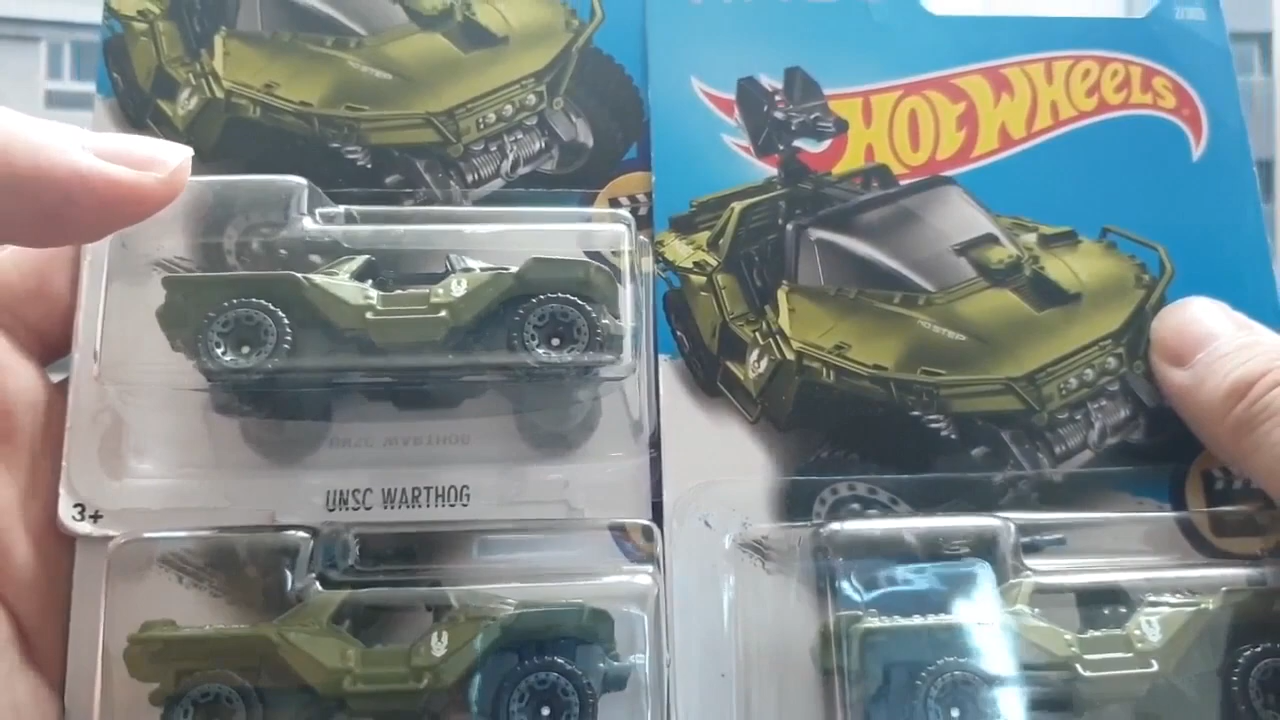 NO STEP
HOT WHEELS
NO STEP
UNSC WARTHOG
3+